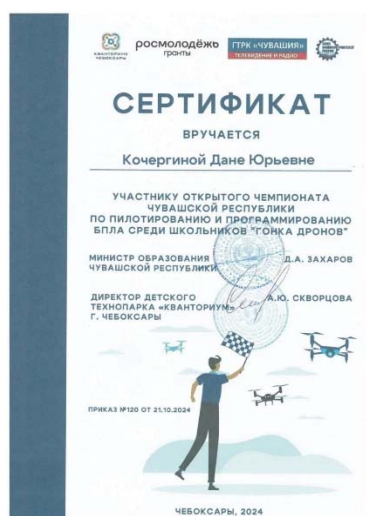 КВАНТОРИУМ
ЧЕБОКСАРЫ
росмолодёжь
гранты
ГТРК «ЧУВАШИЯ»
ТЕЛЕВИДЕНИЕ И РАДИО
СЕРТИФИКАТ
ВРУЧАЕТСЯ
Кочергиной Дане Юрьевне
УЧАСТНИКУ ОТКРЫТОГО ЧЕМПИОНАТА
ЧУВАШСКОЙ РЕСПУБЛИКИ
ПО ПИЛОТИРОВАНИЮ И ПРОГРАММИРОВАНИЮ
БПЛА СРЕДИ ШКОЛЬНИКОВ "ГОНКА ДРОНОВ"
МИНИСТР ОБРАЗОВАНИЯ Д.А. ЗАХАРОВ
ЧУВАШСКОЙ РЕСПУБЛИКИ
ДИРЕКТОР ДЕТСКОГО А.Ю. СКВОРЦОВА
ТЕХНОПАРКА «КВАНТОРИУМ»
Г. ЧЕБОКСАРЫ
ПРИКАЗ №120 ОТ 21.10.2024
ЧЕБОКСАРЫ, 2024